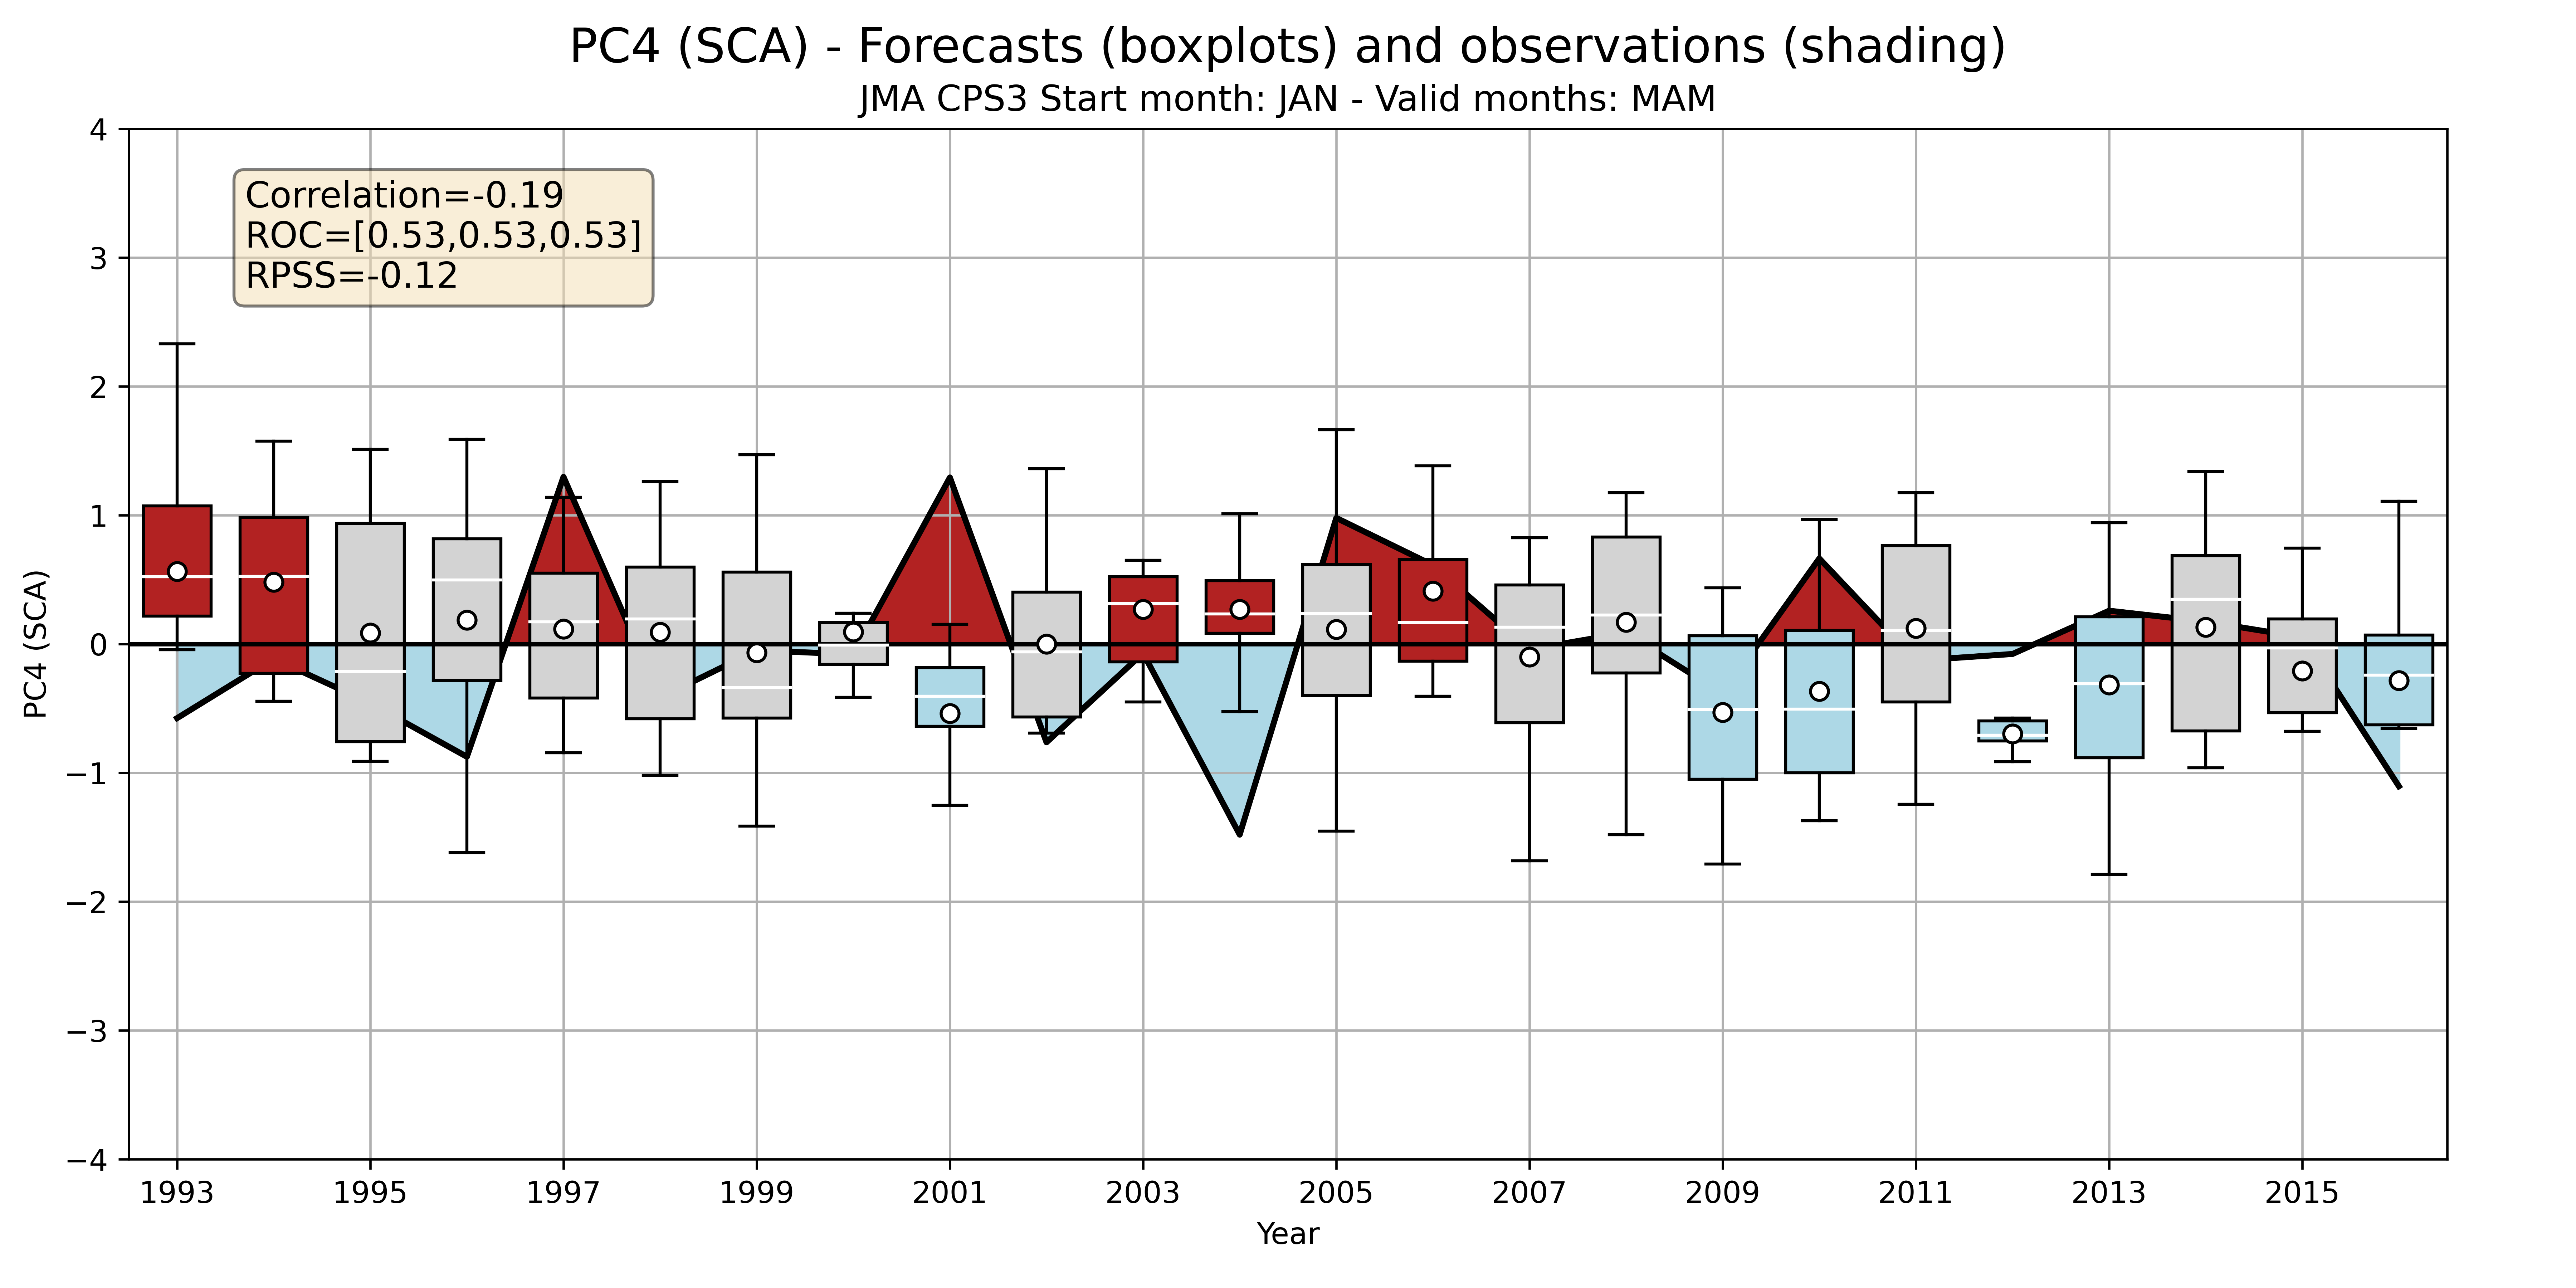 PC4 (SCA) - Forecasts (boxplots) and observations (shading)
JMA CPS3 Start month: JAN - Valid months: MAM
Correlation=-0.19
ROC=[0.53,0.53,0.53]
RPSS=-0.12
PC4 (SCA)
4
3
2
1
0
−1
−2
−3
−4
1993 1995 1997 1999 2001 2003 2005 2007 2009 2011 2013 2015
Year